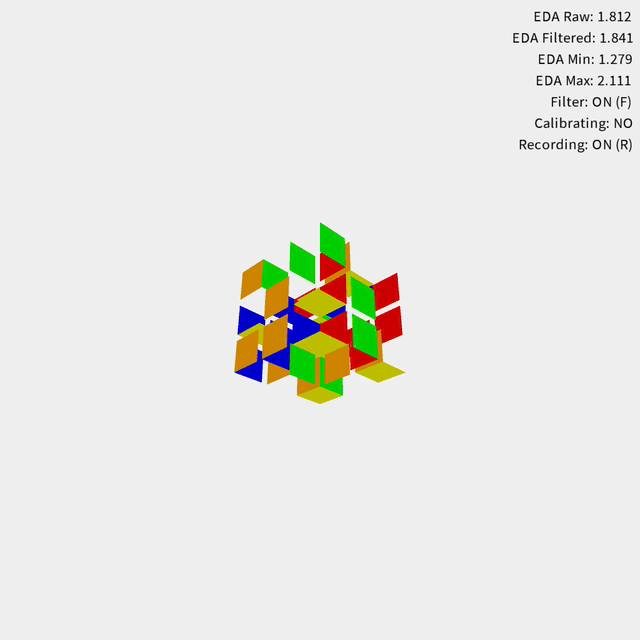 EDA Raw: 1.812
EDA Filtered: 1.841
EDA Min: 1.279
EDA Max: 2.111
Filter: ON (F)
Calibrating: NO
Recording: ON (R)